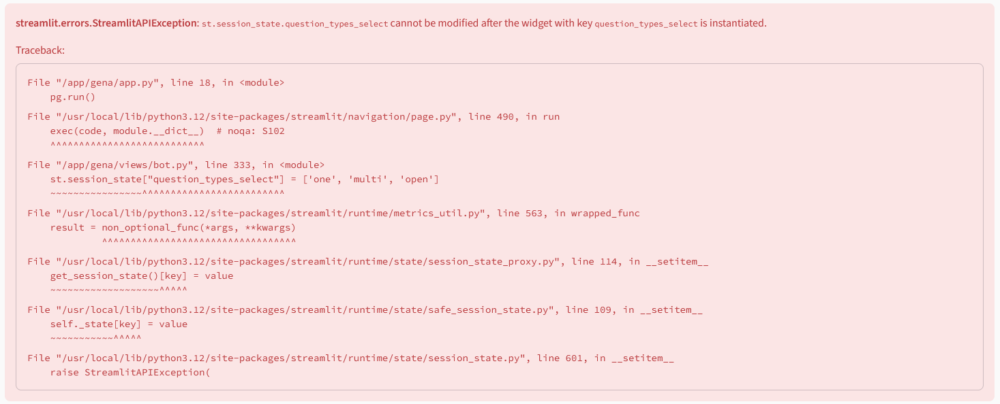 streamlit.errors.StreamlitAPIException: st.session_state.question_types_select cannot be modified after the widget with key question_types_select is instantiated.
Traceback:
File "/app/gena/app.py", line 18, in <module>
    pg.run()
File "/usr/local/lib/python3.12/site-packages/streamlit/navigation/page.py", line 490, in run
    exec(code, module.__dict__)  # noqa: S102
    ^^^^^^^^^^^^^^^^^^^^^^^^^^^
File "/app/gena/views/bot.py", line 333, in <module>
    st.session_state["question_types_select"] = ['one', 'multi', 'open']
    ~~~~~~~~~~~~~~~~^^^^^^^^^^^^^^^^^^^^^^^^^
File "/usr/local/lib/python3.12/site-packages/streamlit/runtime/metrics_util.py", line 563, in wrapped_func
    result = non_optional_func(*args, **kwargs)
             ^^^^^^^^^^^^^^^^^^^^^^^^^^^^^^^^^^
File "/usr/local/lib/python3.12/site-packages/streamlit/runtime/state/session_state_proxy.py", line 114, in __setitem__
    get_session_state()[key] = value
    ~~~~~~~~~~~~~~~~~~~^^^^^
File "/usr/local/lib/python3.12/site-packages/streamlit/runtime/state/safe_session_state.py", line 109, in __setitem__
    self._state[key] = value
    ~~~~~~~~~~~^^^^^
File "/usr/local/lib/python3.12/site-packages/streamlit/runtime/state/session_state.py", line 601, in __setitem__
    raise StreamlitAPIException(